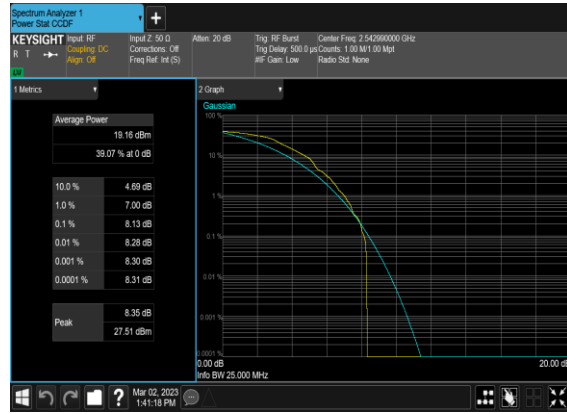 Spectrum Analyzer 1
Power Stat CCDF
KEYSIGHT
R T
LXI
Input: RF
Coupling: DC
Align: Off
Input Z: 50 Ω
Corrections: Off
Freq Ref: Int (S)
Atten: 20 dB
Trig: RF Burst
Trig Delay: 500.0 µs
#IF Gain: Low
Center Freq: 2.542990000 GHz
Counts: 1.00 M/1.00 Mpt
Radio Std: None
1 Metrics
Average Power
19.16 dBm
39.07 % at 0 dB
10.0 % 4.69 dB
1.0 % 7.00 dB
0.1 % 8.13 dB
0.01 % 8.28 dB
0.001 % 8.30 dB
0.0001 % 8.31 dB
Peak
8.35 dB
27.51 dBm
2 Graph
Gaussian
100 %
10 %
1 %
0.1 %
0.01 %
0.001 %
0.0001 %
0.00 dB
20.00 dB
Info BW 25.000 MHz
?
Mar 02, 2023
1:41:18 PM